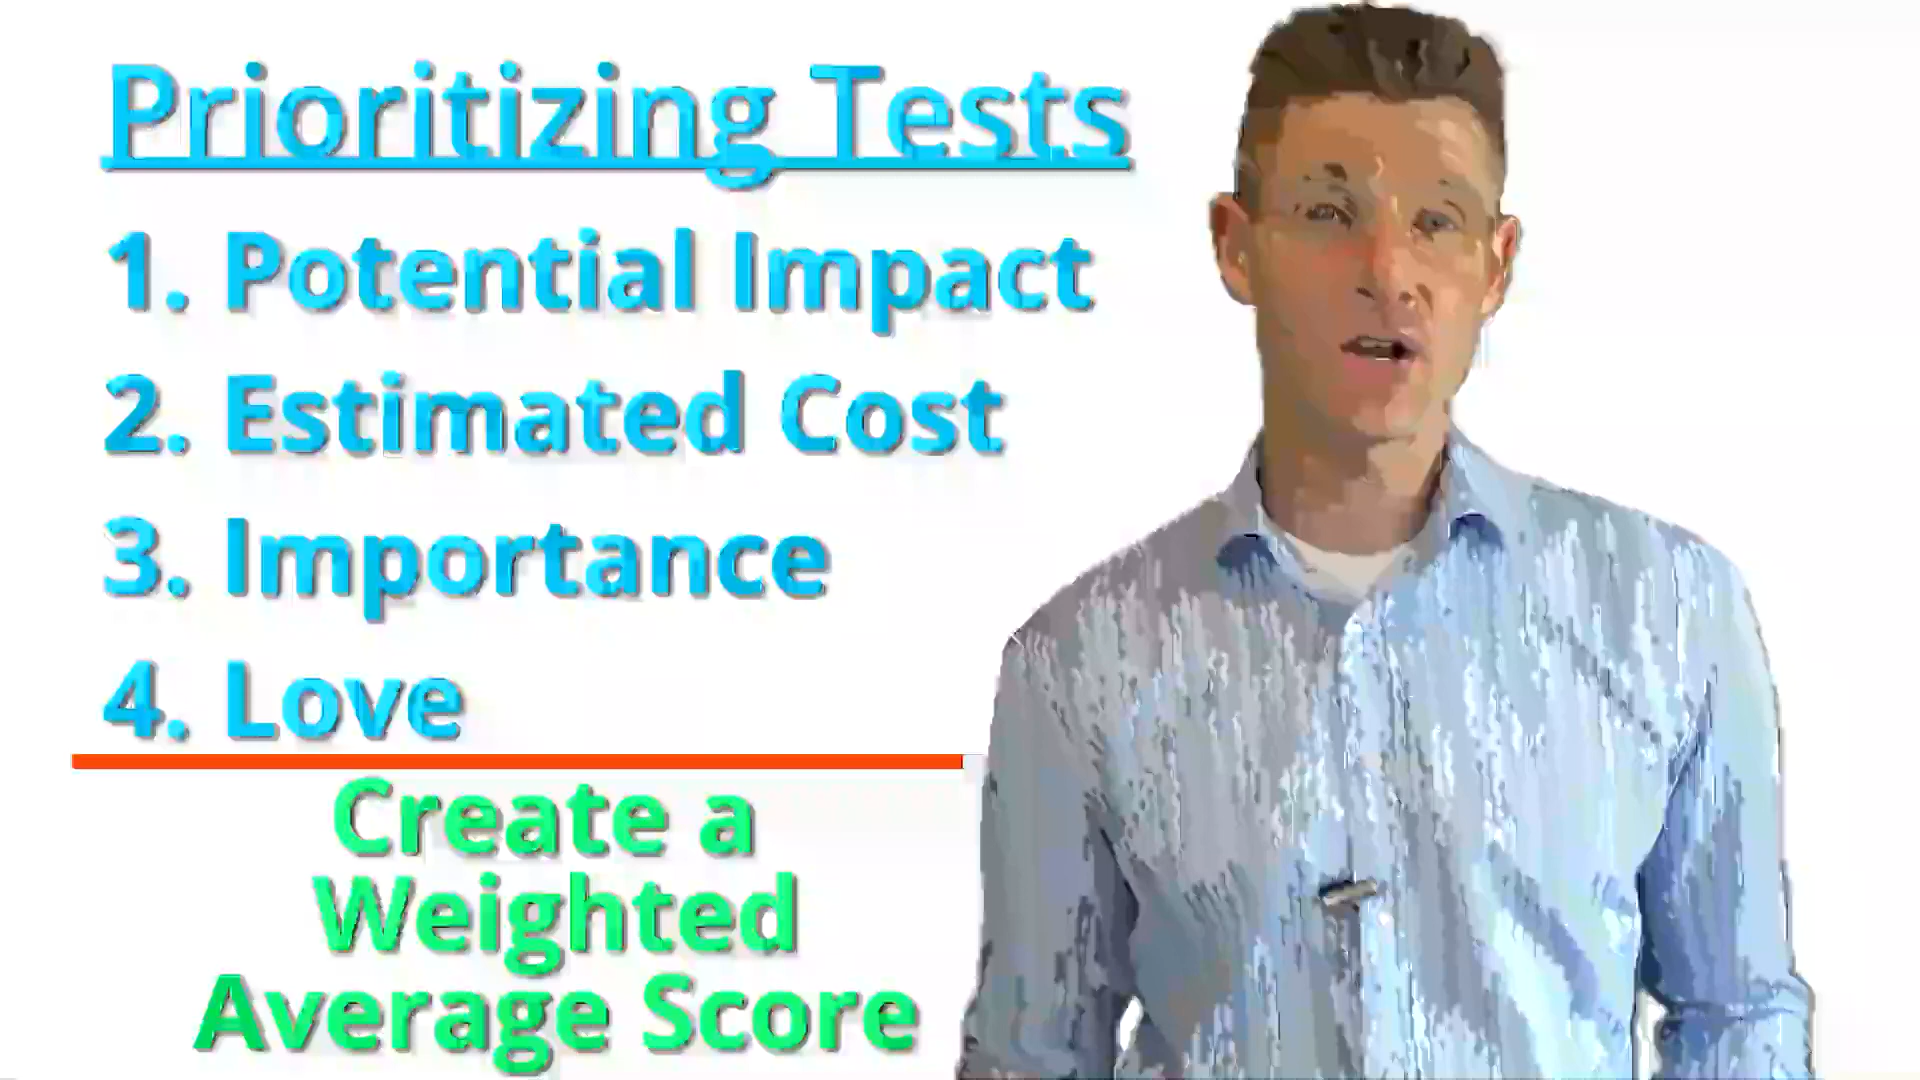 Prioritizing Tests
1. Potential Impact
2. Estimated Cost
3. Importance
4. Love
Create a
Weighted
Average Score